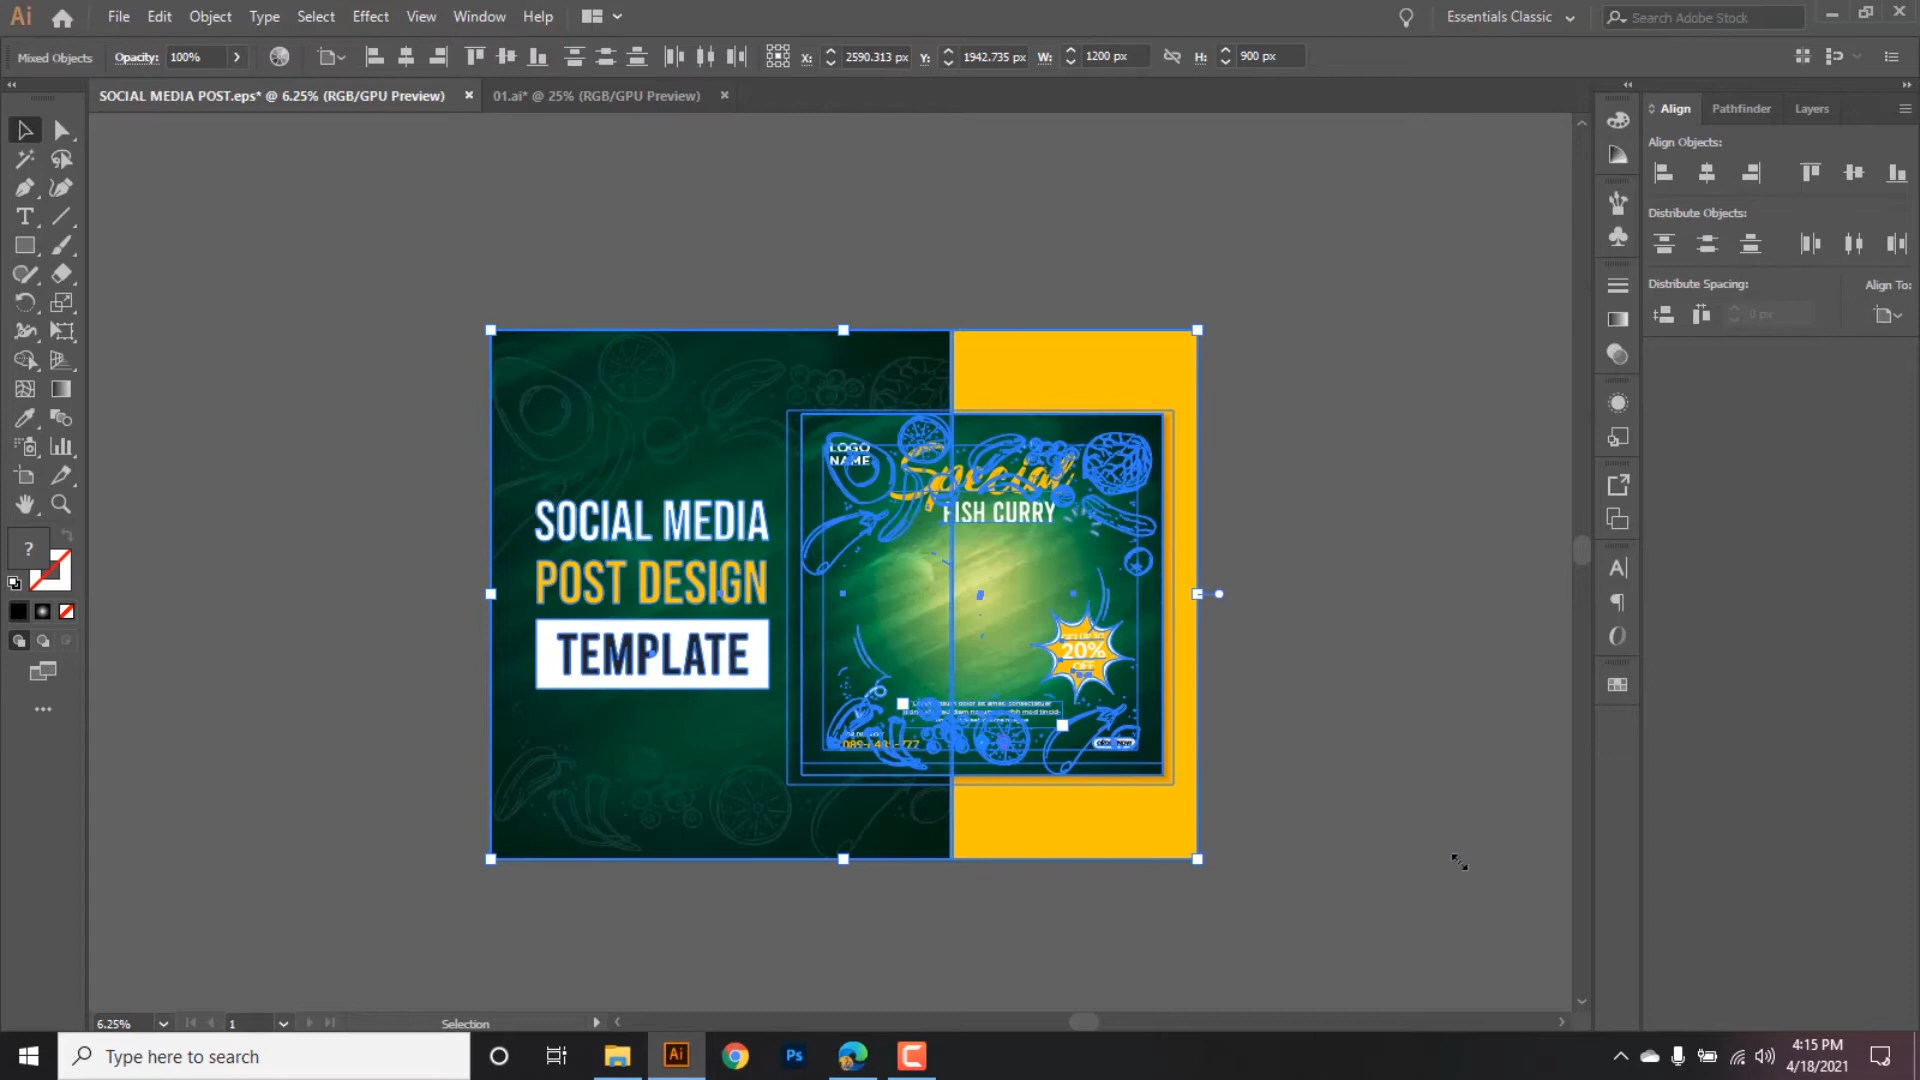 Ai File Edit Object Type Select Effect View Window Help Essentials Classic Search Adobe Stock
Mixed Objects Opacity: 100% X: 2590.313 px Y: 1942.735 px W: 1200 px H: 900 px
SOCIAL MEDIA POST.eps* @ 6.25% (RGB/GPU Preview) × 01.ai* @ 25% (RGB/GPU Preview) ×
Align Pathfinder Layers
Align Objects:
Distribute Objects:
Distribute Spacing: Align To:
0 px
LOGO
NAME
Special
FISH CURRY
SOCIAL MEDIA
POST DESIGN
TEMPLATE
20%
OFF
?
6.25% 1 Selection
Type here to search
Ai
Ps
4:15 PM
4/18/2021